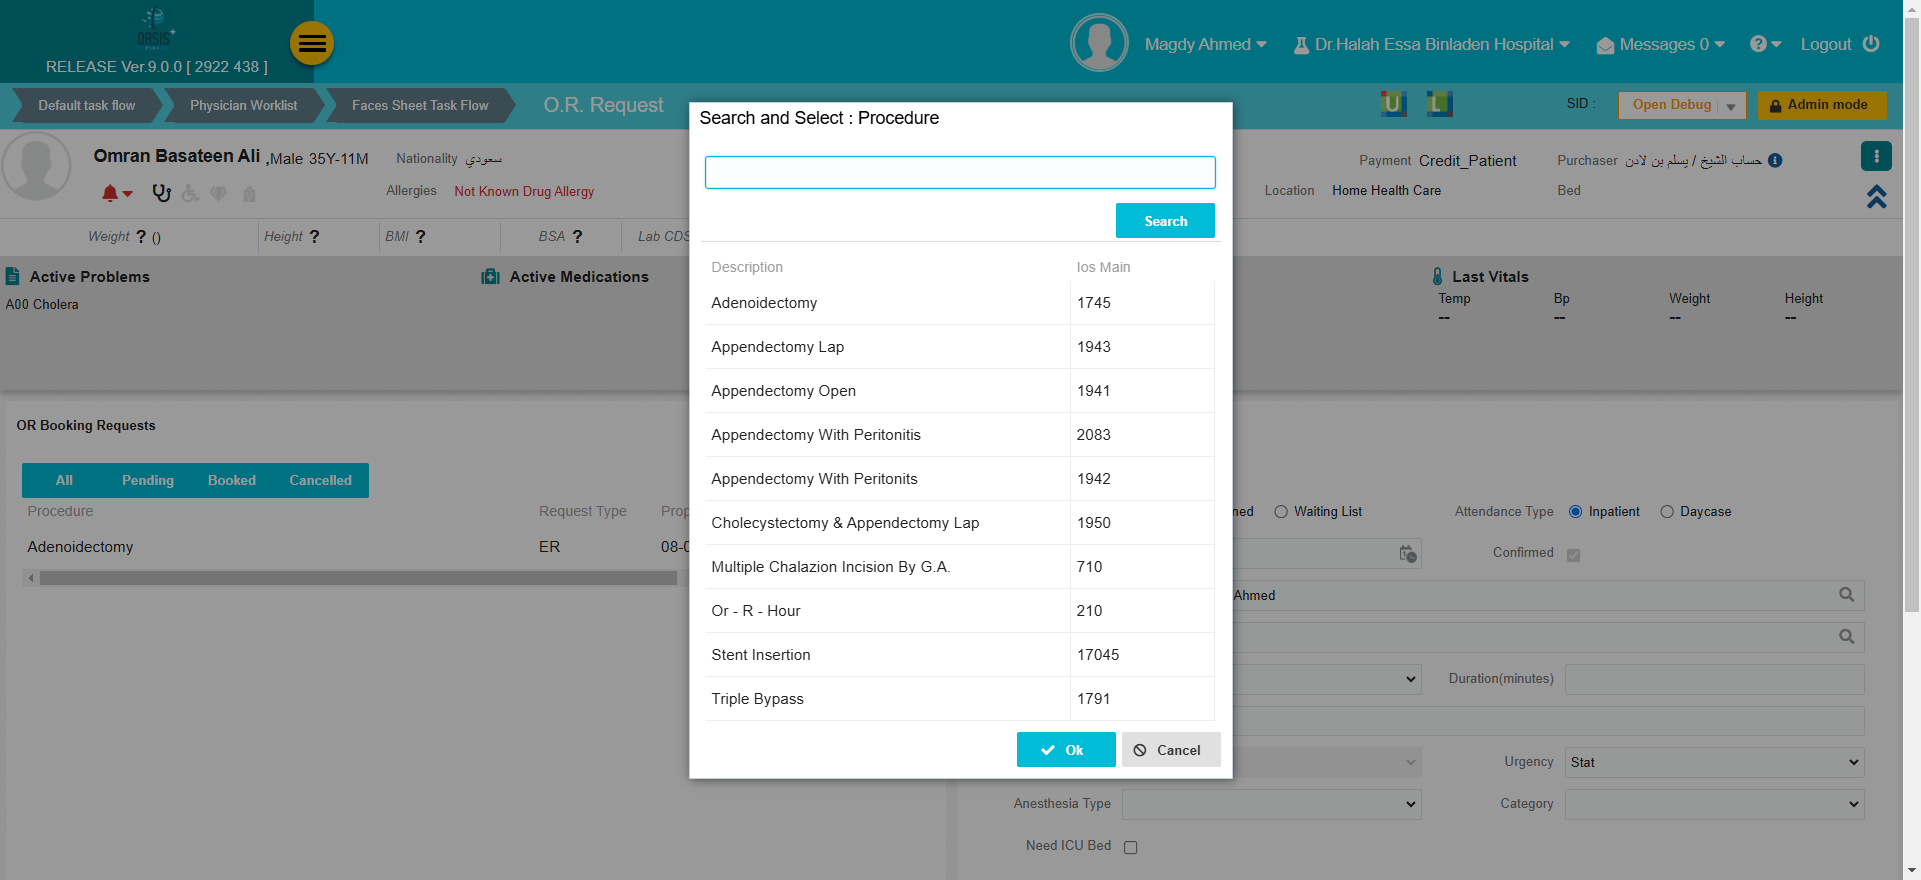 OASIS+
RELEASE Ver.9.0.0 [ 2922 438 ]
Magdy Ahmed
Dr.Halah Essa Binladen Hospital
Messages 0
?
Logout
Default task flow
Physician Worklist
Faces Sheet Task Flow
O.R. Request
U
L
SID :
Open Debug
Admin mode
Omran Basateen Ali ,Male 35Y-11M
Nationality سعودي
Payment Credit_Patient
Purchaser حساب الشيخ / يسلم بن لادن
Allergies Not Known Drug Allergy
Location Home Health Care
Bed
Weight ? ()
Height ?
BMI ?
BSA ?
Lab CDS
Active Problems
A00 Cholera
Active Medications
Last Vitals
Temp Bp Weight Height
-- -- -- --
OR Booking Requests
All Pending Booked Cancelled
Procedure Request Type Prop
Adenoidectomy ER 08-0
Search and Select : Procedure
Search
Description Ios Main
Adenoidectomy 1745
Appendectomy Lap 1943
Appendectomy Open 1941
Appendectomy With Peritonitis 2083
Appendectomy With Peritonits 1942
Cholecystectomy & Appendectomy Lap 1950
Multiple Chalazion Incision By G.A. 710
Or - R - Hour 210
Stent Insertion 17045
Triple Bypass 1791
Ok Cancel
ned Waiting List
Attendance Type Inpatient Daycase
Confirmed
Ahmed
Duration(minutes)
Urgency Stat
Anesthesia Type
Category
Need ICU Bed